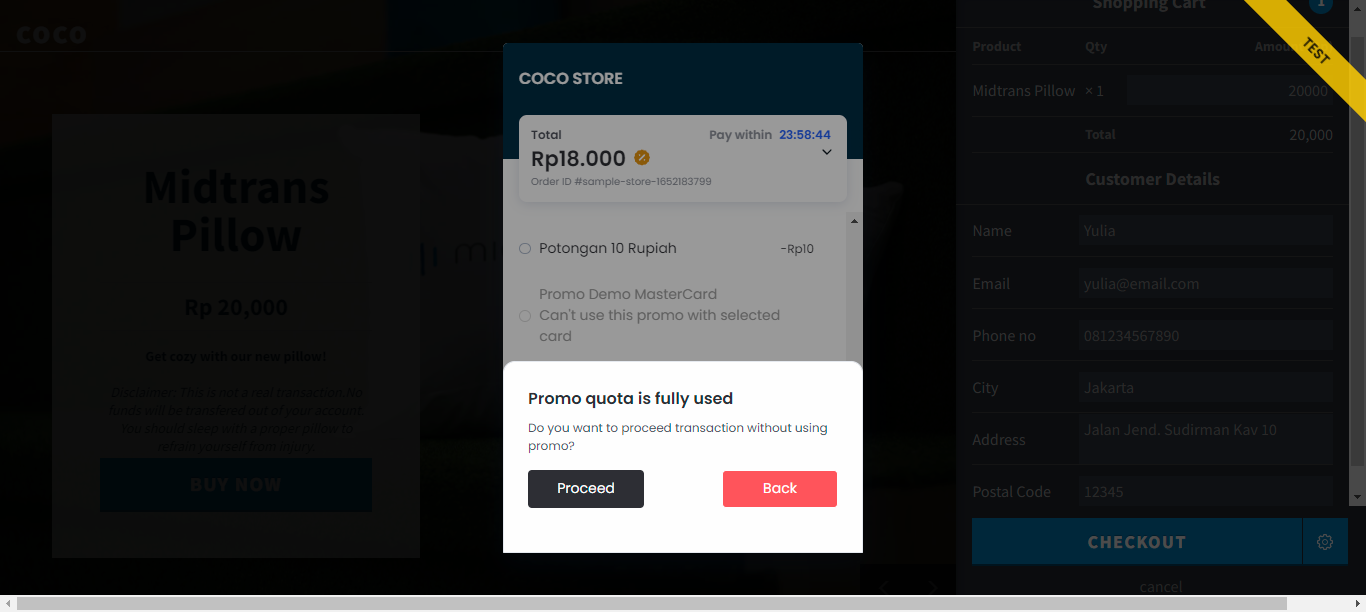 COCO
Midtrans
Pillow
Rp 20,000
Get cozy with our new pillow!
Disclaimer: This is not a real transaction.No
funds will be transfered out of your account.
You should sleep with a proper pillow to
refrain yourself from injury
BUY NOW
COCO STORE
Total
Pay within 23:58:44
Rp18.000
Order ID #sample-store-1652183799
Potongan 10 Rupiah -Rp10
Promo Demo MasterCard
Can't use this promo with selected
card
Promo quota is fully used
Do you want to proceed transaction without using
promo?
Proceed
Back
Shopping Cart 1
TEST
Product Qty
Midtrans Pillow × 1 20000
Total 20,000
Customer Details
Name Yulia
Email yulia@email.com
Phone no 081234567890
City Jakarta
Address Jalan Jend. Sudirman Kav 10
Postal Code 12345
CHECKOUT
cancel